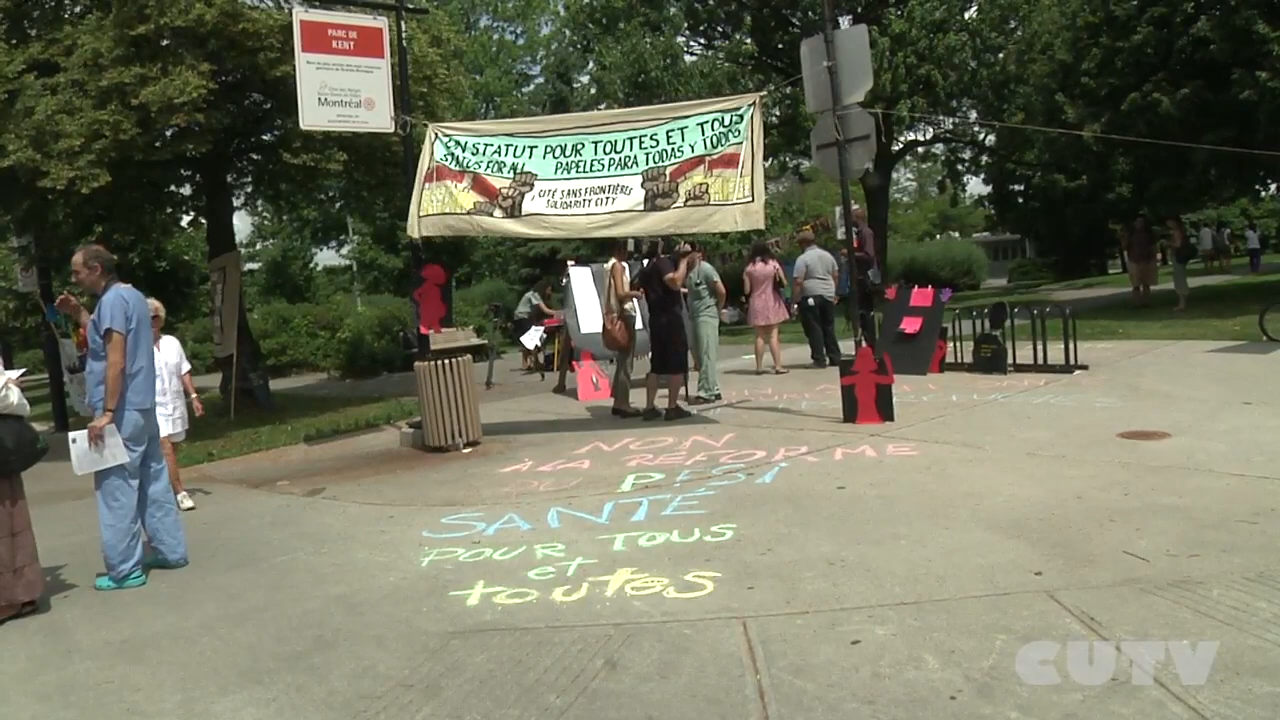 PARC DE
KENT
Montréal
UN STATUT POUR TOUTES ET TOUS
STATUS FOR ALL PAPELES PARA TODAS Y TODOS
CITÉ SANS FRONTIÈRES
SOLIDARITY CITY
NON
À LA RÉFORME
DU PFSI
SANTÉ
POUR TOUS
et
toutes
CUTV